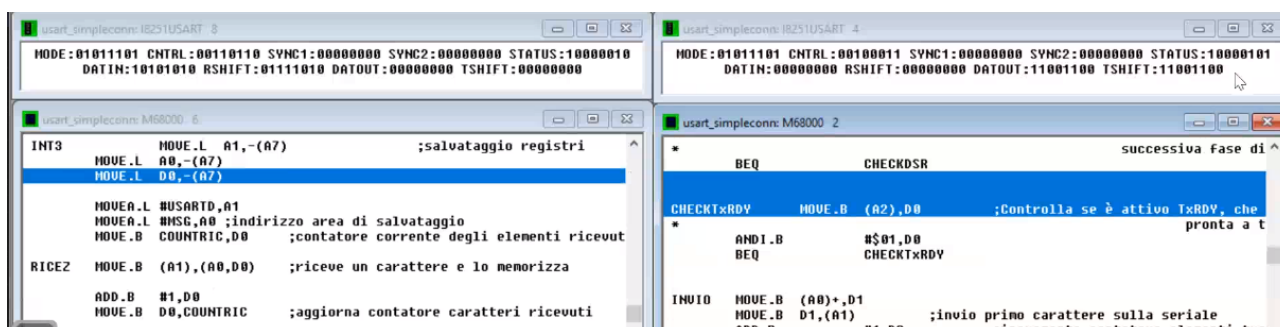 usart_simpleconn: I8251USART 8
MODE:01011101 CNTRL:00110110 SYNC1:00000000 SYNC2:00000000 STATUS:10000010
DATIN:10101010 RSHIFT:01111010 DATOUT:00000000 TSHIFT:00000000
usart_simpleconn: I8251USART 4
MODE:01011101 CNTRL:00100011 SYNC1:00000000 SYNC2:00000000 STATUS:10000101
DATIN:00000000 RSHIFT:00000000 DATOUT:11001100 TSHIFT:11001100
usart_simpleconn: M68000 6
INT3 MOVE.L A1,-(A7) ;salvataggio registri
MOVE.L A0,-(A7)
MOVE.L D0,-(A7)
MOVEA.L #USARTD,A1
MOVEA.L #MSG,A0 ;indirizzo area di salvataggio
MOVE.B COUNTRIC,D0 ;contatore corrente degli elementi ricevut
RICEZ MOVE.B (A1),(A0,D0) ;riceve un carattere e lo memorizza
ADD.B #1,D0
MOVE.B D0,COUNTRIC ;aggiorna contatore caratteri ricevuti
usart_simpleconn: M68000 2
* successiva fase di
BEQ CHECKDSR
CHECKTxRDY MOVE.B (A2),D0 ;Controlla se è attivo TxRDY, che
* pronta a t
ANDI.B #$01,D0
BEQ CHECKTxRDY
INVIO MOVE.B (A0)+,D1
MOVE.B D1,(A1) ;invio primo carattere sulla seriale